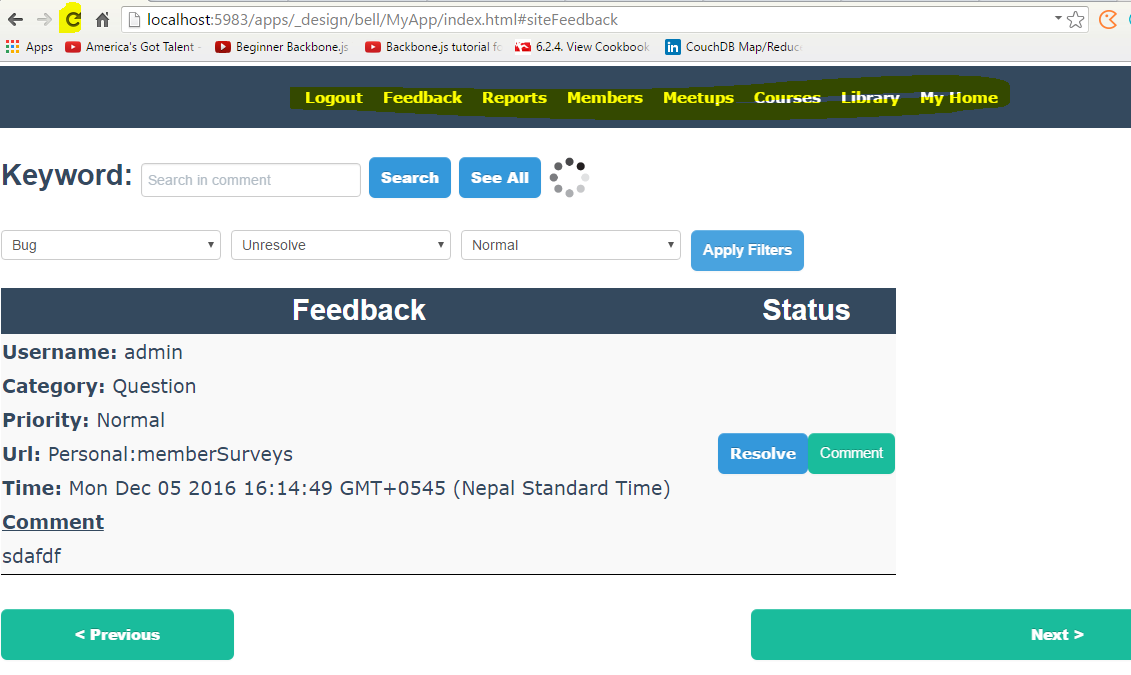 localhost:5983/apps/_design/bell/MyApp/index.html#siteFeedback
Apps America's Got Talent - Beginner Backbone.js Backbone.js tutorial fo 6.2.4. View Cookbook CouchDB Map/Reduc
Logout Feedback Reports Members Meetups Courses Library My Home
Keyword: Search in comment Search See All
Bug Unresolve Normal Apply Filters
Feedback Status
Username: admin
Category: Question
Priority: Normal
Url: Personal:memberSurveys
Resolve Comment
Time: Mon Dec 05 2016 16:14:49 GMT+0545 (Nepal Standard Time)
Comment
sdafdf
< Previous Next >